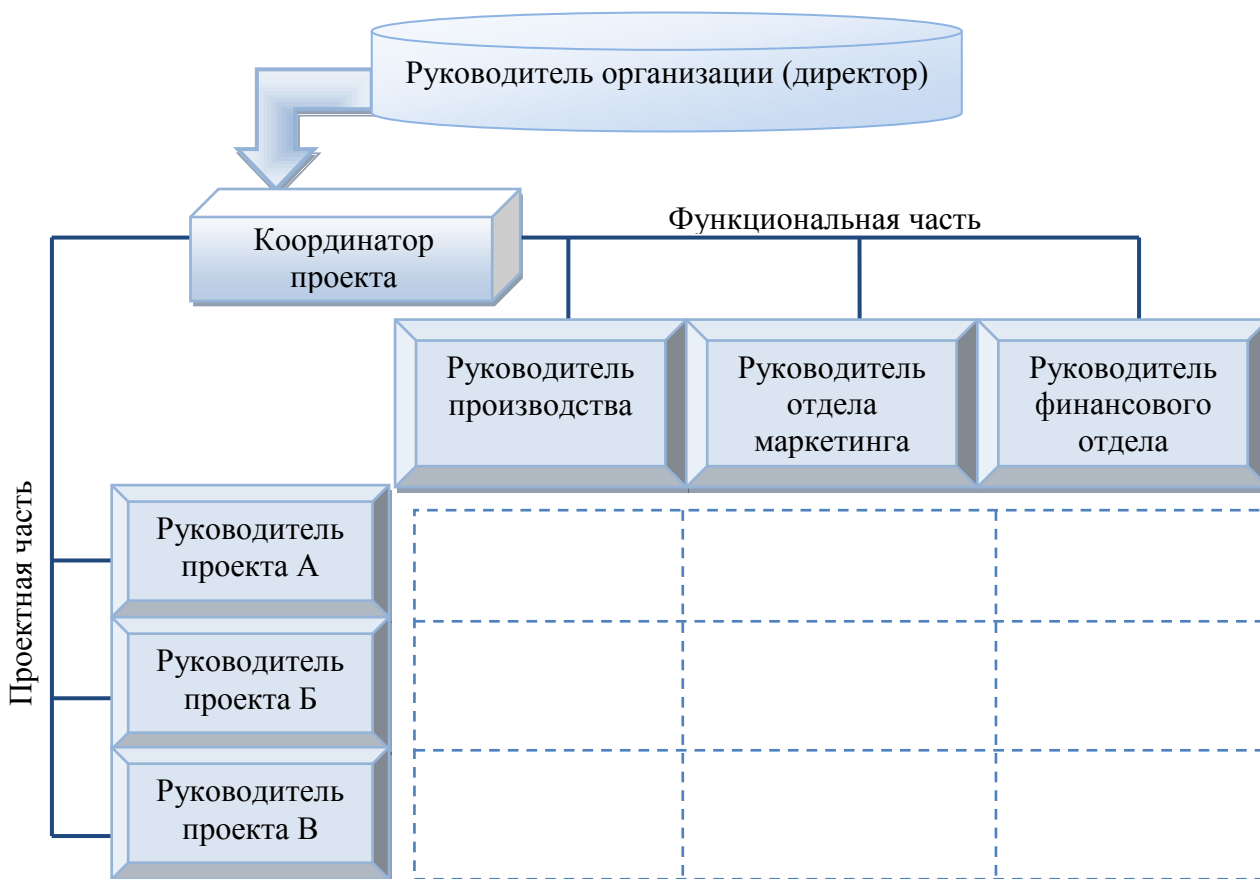 Руководитель организации (директор)
Координатор
проекта
Функциональная часть
Руководитель
производства
Руководитель
отдела
маркетинга
Руководитель
финансового
отдела
Проектная часть
Руководитель
проекта А
Руководитель
проекта Б
Руководитель
проекта В